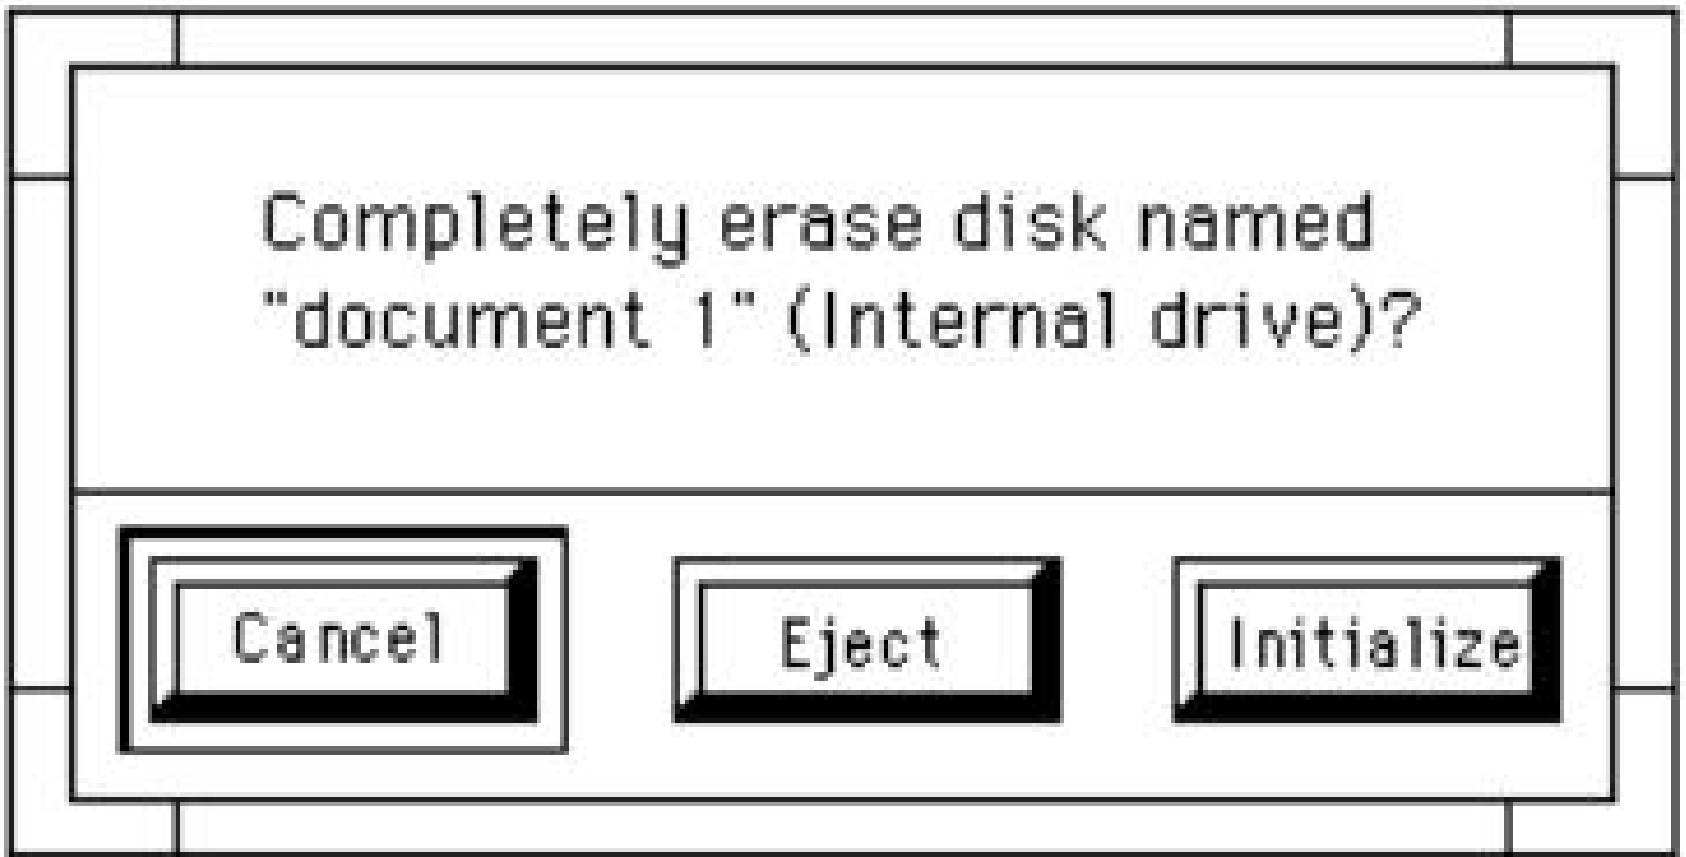 Completely erase disk named
"document 1" (Internal drive)?
Cancel Eject Initialize